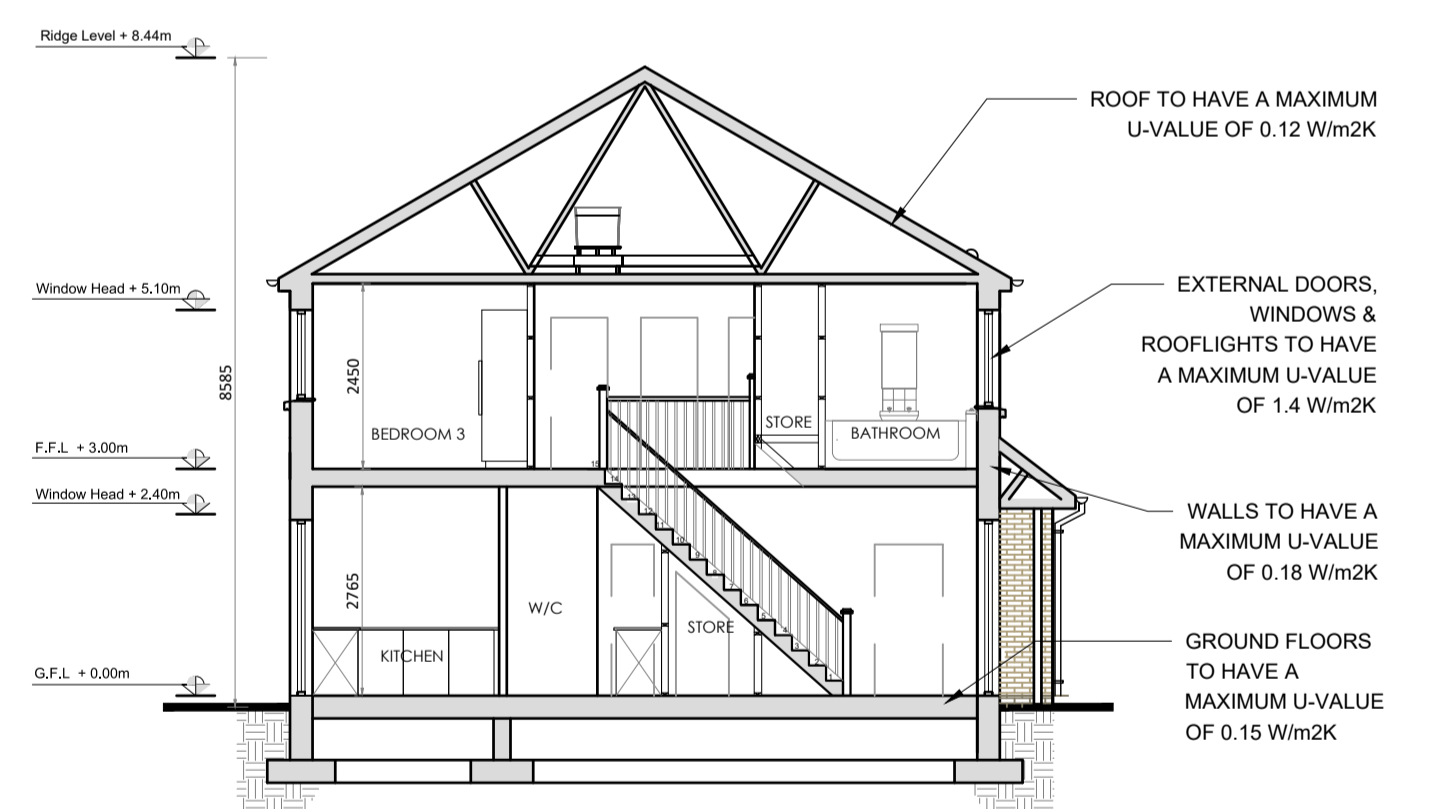 Ridge Level + 8.44m
ROOF TO HAVE A MAXIMUM
U-VALUE OF 0.12 W/m2K
Window Head + 5.10m
EXTERNAL DOORS,
WINDOWS &
ROOFLIGHTS TO HAVE
A MAXIMUM U-VALUE
OF 1.4 W/m2K
8585
2450
BEDROOM 3
STORE
BATHROOM
F.F.L + 3.00m
Window Head + 2.40m
WALLS TO HAVE A
MAXIMUM U-VALUE
OF 0.18 W/m2K
2765
W/C
STORE
KITCHEN
G.F.L + 0.00m
GROUND FLOORS
TO HAVE A
MAXIMUM U-VALUE
OF 0.15 W/m2K